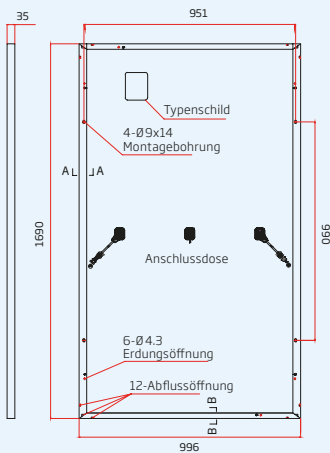 35
951
Typenschild
4-Ø9x14
Montagebohrung
A A
1690
990
Anschlussdose
6-Ø4.3
Erdungsöffnung
12-Abflussöffnung
B
B
996